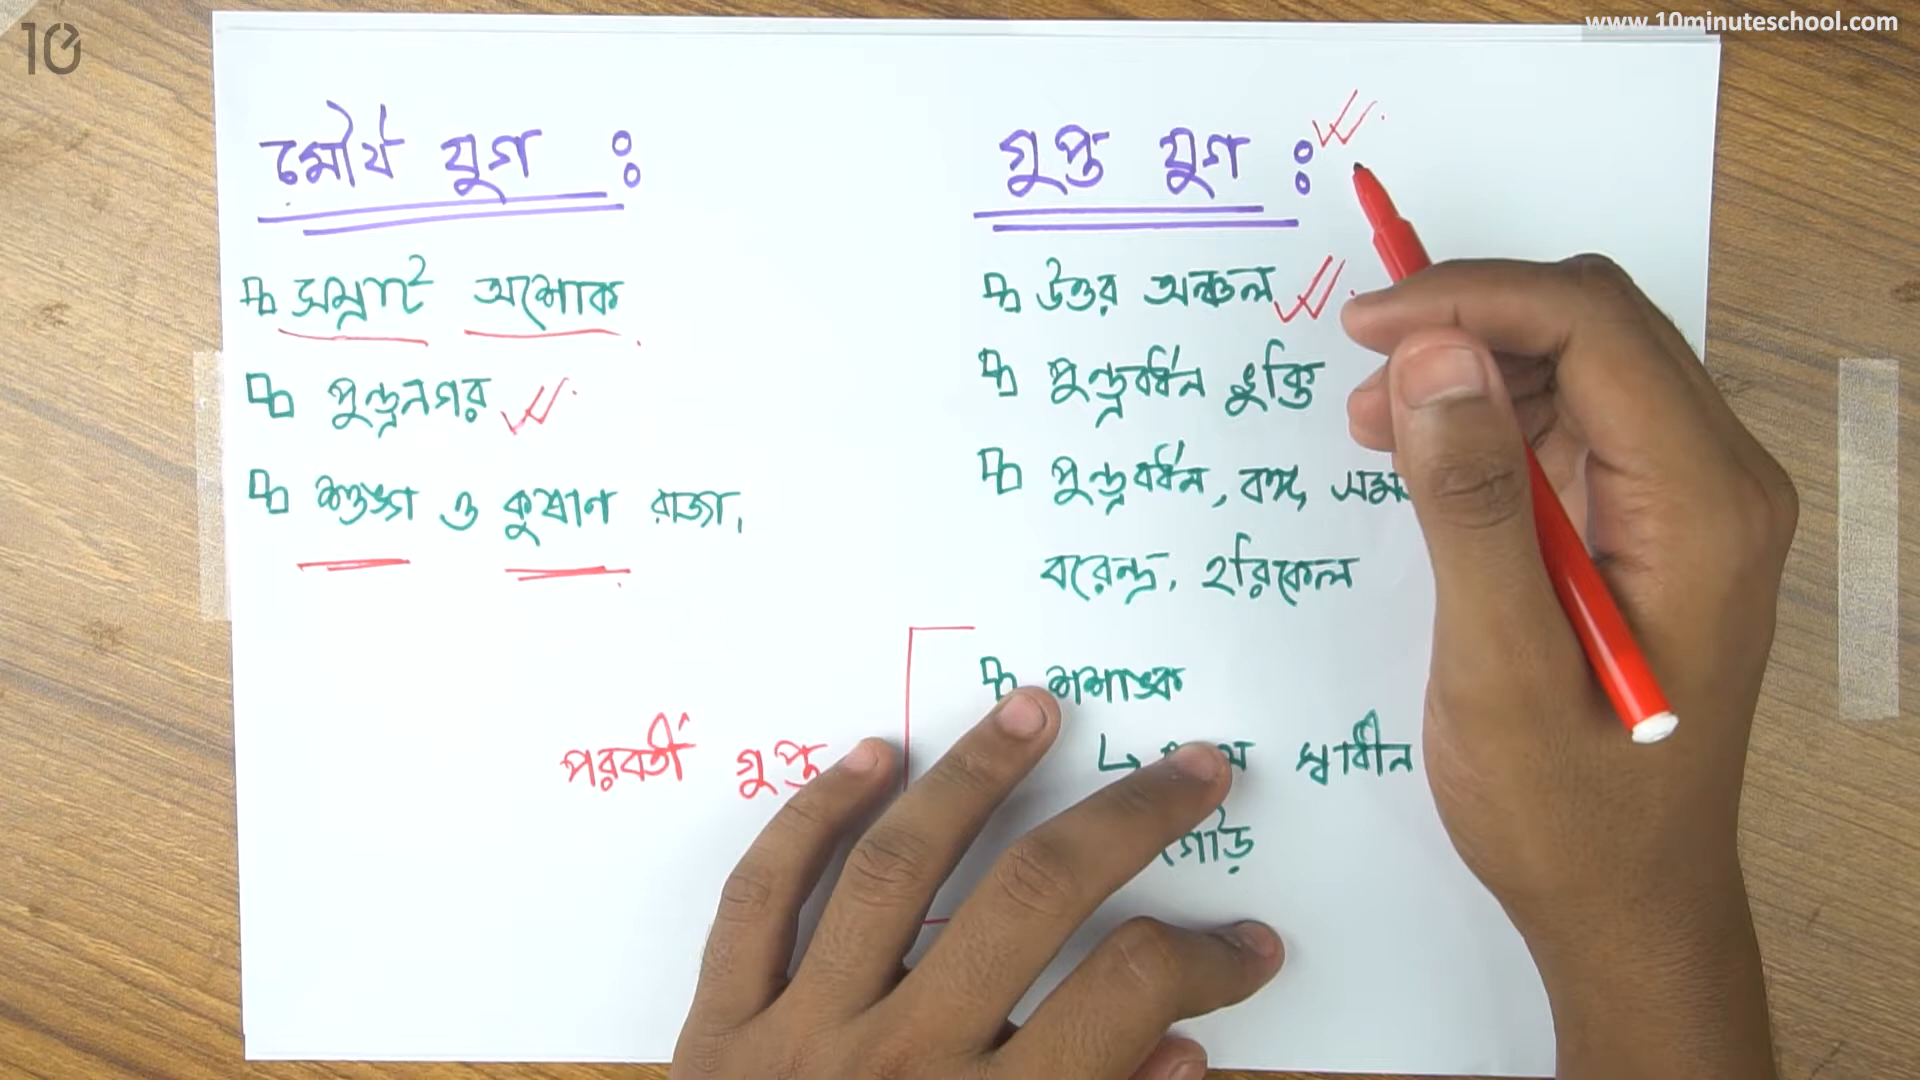 10
www.10minuteschool.com
মৌর্য যুগ :
সম্রাট অশোক
পুন্ড্রনগর
শুঙ্গ ও কুষাণ রাজা
গুপ্ত যুগ :
উত্তর অঞ্চল
পুন্ড্রবর্ধন ভুক্তি
পুন্ড্রবর্ধন, বঙ্গ,
বরেন্দ্র, হরিকেল
শশাঙ্ক
স্বাধীন
পরবর্তী গুপ্ত